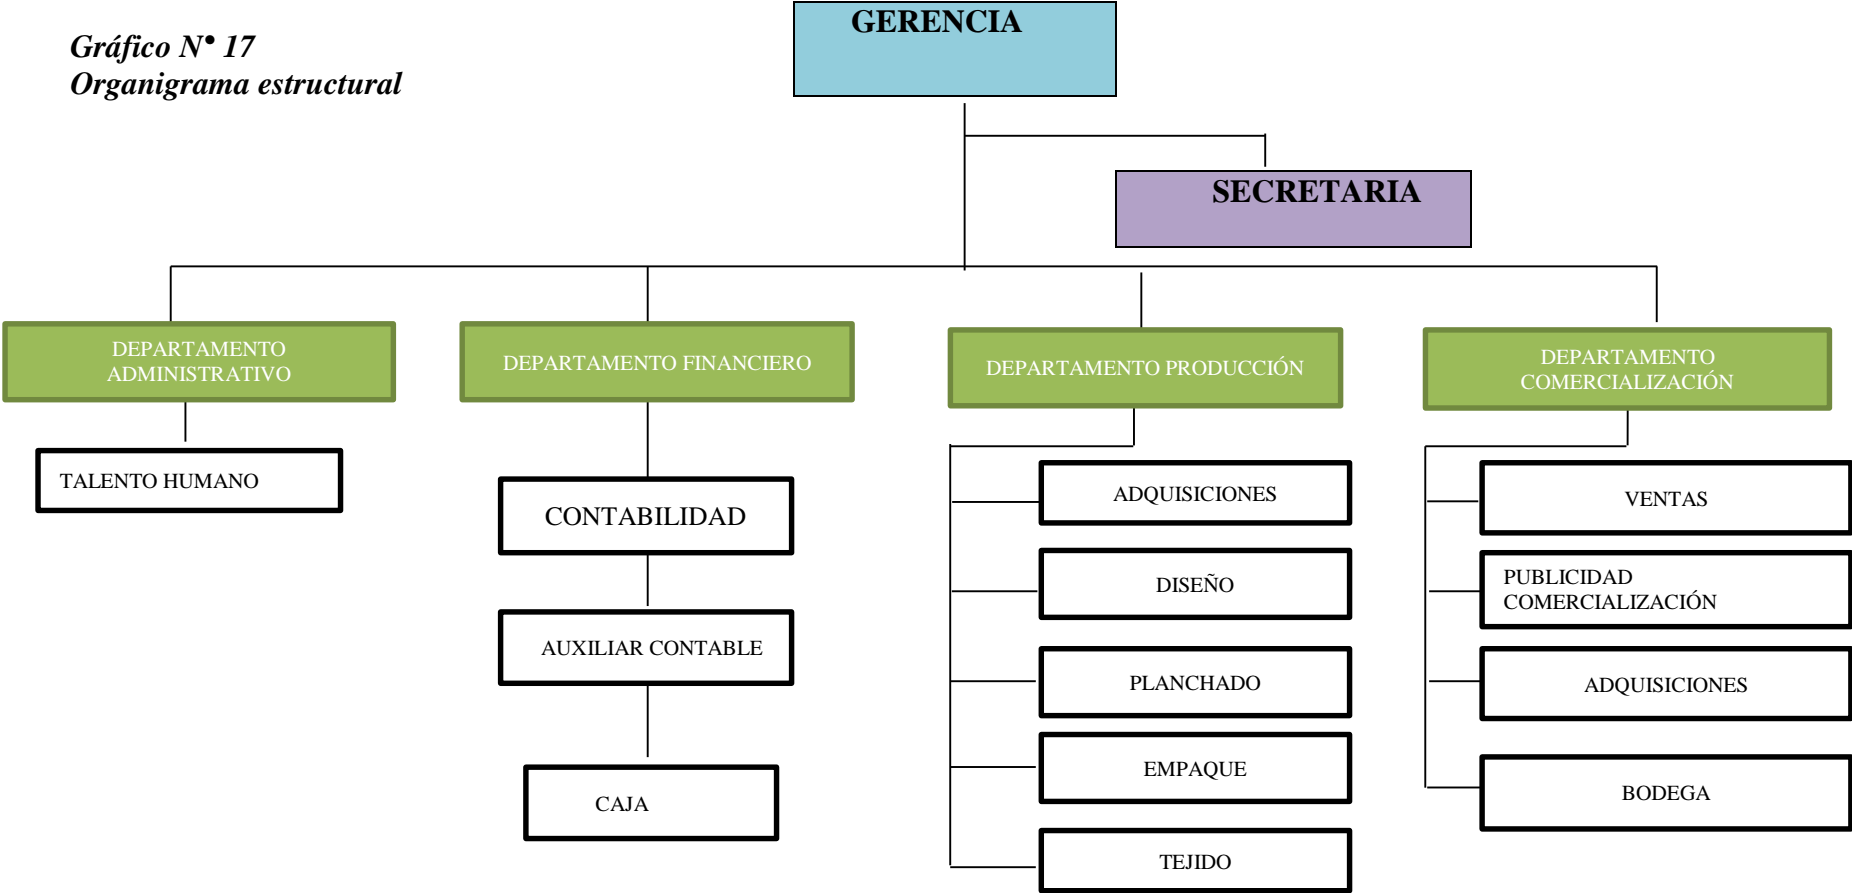 GERENCIA
Gráfico N° 17
Organigrama estructural
SECRETARIA
DEPARTAMENTO
ADMINISTRATIVO
DEPARTAMENTO FINANCIERO
DEPARTAMENTO PRODUCCIÓN
DEPARTAMENTO
COMERCIALIZACIÓN
TALENTO HUMANO
CONTABILIDAD
AUXILIAR CONTABLE
CAJA
ADQUISICIONES
DISEÑO
PLANCHADO
EMPAQUE
TEJIDO
VENTAS
PUBLICIDAD
COMERCIALIZACIÓN
ADQUISICIONES
BODEGA